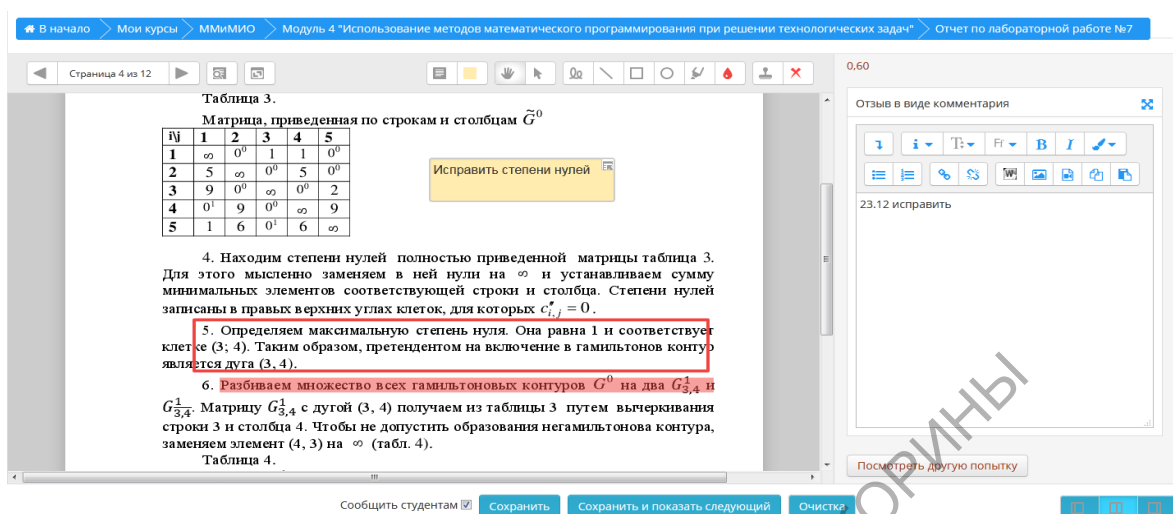 В начало Мои курсы ММиМИО Модуль 4 "Использование методов математического программирования при решении технологических задач" Отчет по лабораторной работе №7
Страница 4 из 12
0,60
Отзыв в виде комментария
Таблица 3.
Матрица, приведенная по строкам и столбцам G̃⁰
i\j 1 2 3 4 5
1 ∞ 0⁰ 1 1 0⁰
2 5 ∞ 0⁰ 5 0⁰
3 9 0⁰ ∞ 0⁰ 2
4 0¹ 9 0⁰ ∞ 9
5 1 6 0¹ 6 ∞
Исправить степени нулей
4. Находим степени нулей полностью приведенной матрицы таблица 3.
Для этого мысленно заменяем в ней нули на ∞ и устанавливаем сумму
минимальных элементов соответствующей строки и столбца. Степени нулей
записаны в правых верхних углах клеток, для которых c″i,j = 0.
5. Определяем максимальную степень нуля. Она равна 1 и соответствует
клетке (3; 4). Таким образом, претендентом на включение в гамильтонов контур
является дуга (3, 4).
6. Разбиваем множество всех гамильтоновых контуров G⁰ на два G¹3,4 и
G¹3,4. Матрицу G¹3,4 с дугой (3, 4) получаем из таблицы 3 путем вычеркивания
строки 3 и столбца 4. Чтобы не допустить образования негамильтонова контура,
заменяем элемент (4, 3) на ∞ (табл. 4).
Таблица 4.
Ff
B I
23.12 исправить
Посмотреть другую попытку
Сообщить студентам Сохранить Сохранить и показать следующий Очистка
ОРИНЫ